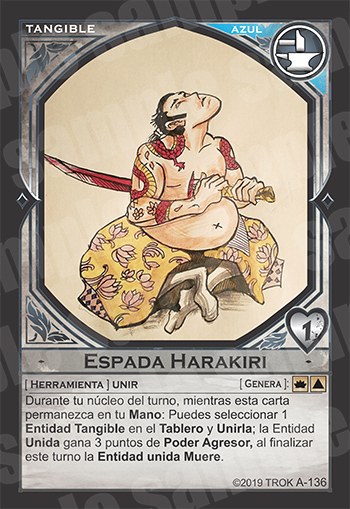 TANGIBLE
AZUL
1
ESPADA HARAKIRI
[ HERRAMIENTA ] UNIR
[ GENERA ]:
Durante tu núcleo del turno, mientras esta carta
permanezca en tu Mano: Puedes seleccionar 1
Entidad Tangible en el Tablero y Unirla; la Entidad
Unida gana 3 puntos de Poder Agresor, al finalizar
este turno la Entidad unida Muere.
©2019 TROK A-136